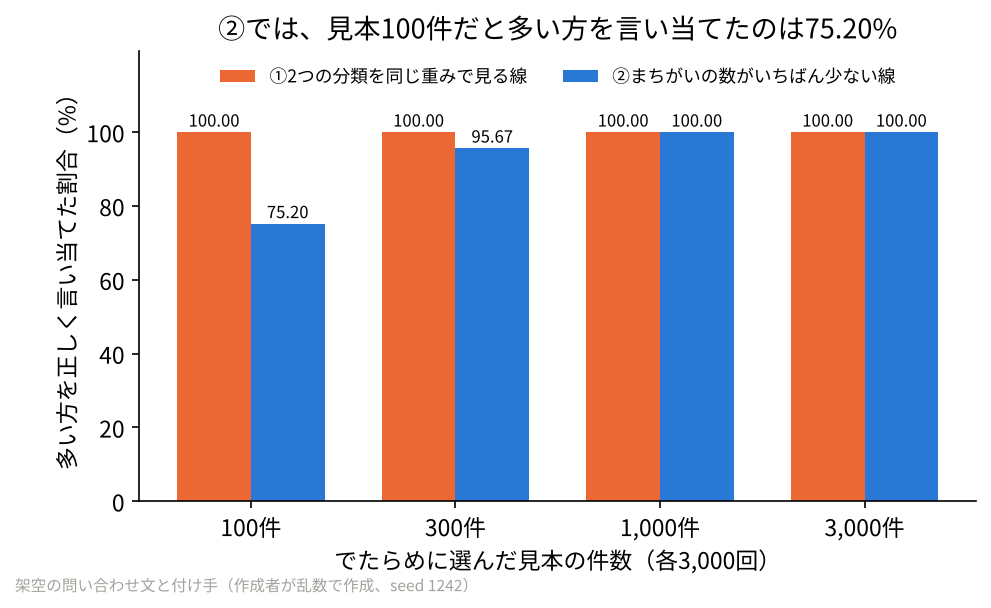 ②では、見本100件だと多い方を言い当てたのは75.20%
①2つの分類を同じ重みで見る線
②まちがいの数がいちばん少ない線
多い方を正しく言い当てた割合（%）
100
80
60
40
20
0
100.00
75.20
100.00
95.67
100.00
100.00
100.00
100.00
100件
300件
1,000件
3,000件
でたらめに選んだ見本の件数（各3,000回）
架空の問い合わせ文と付け手（作成者が乱数で作成、seed 1242）